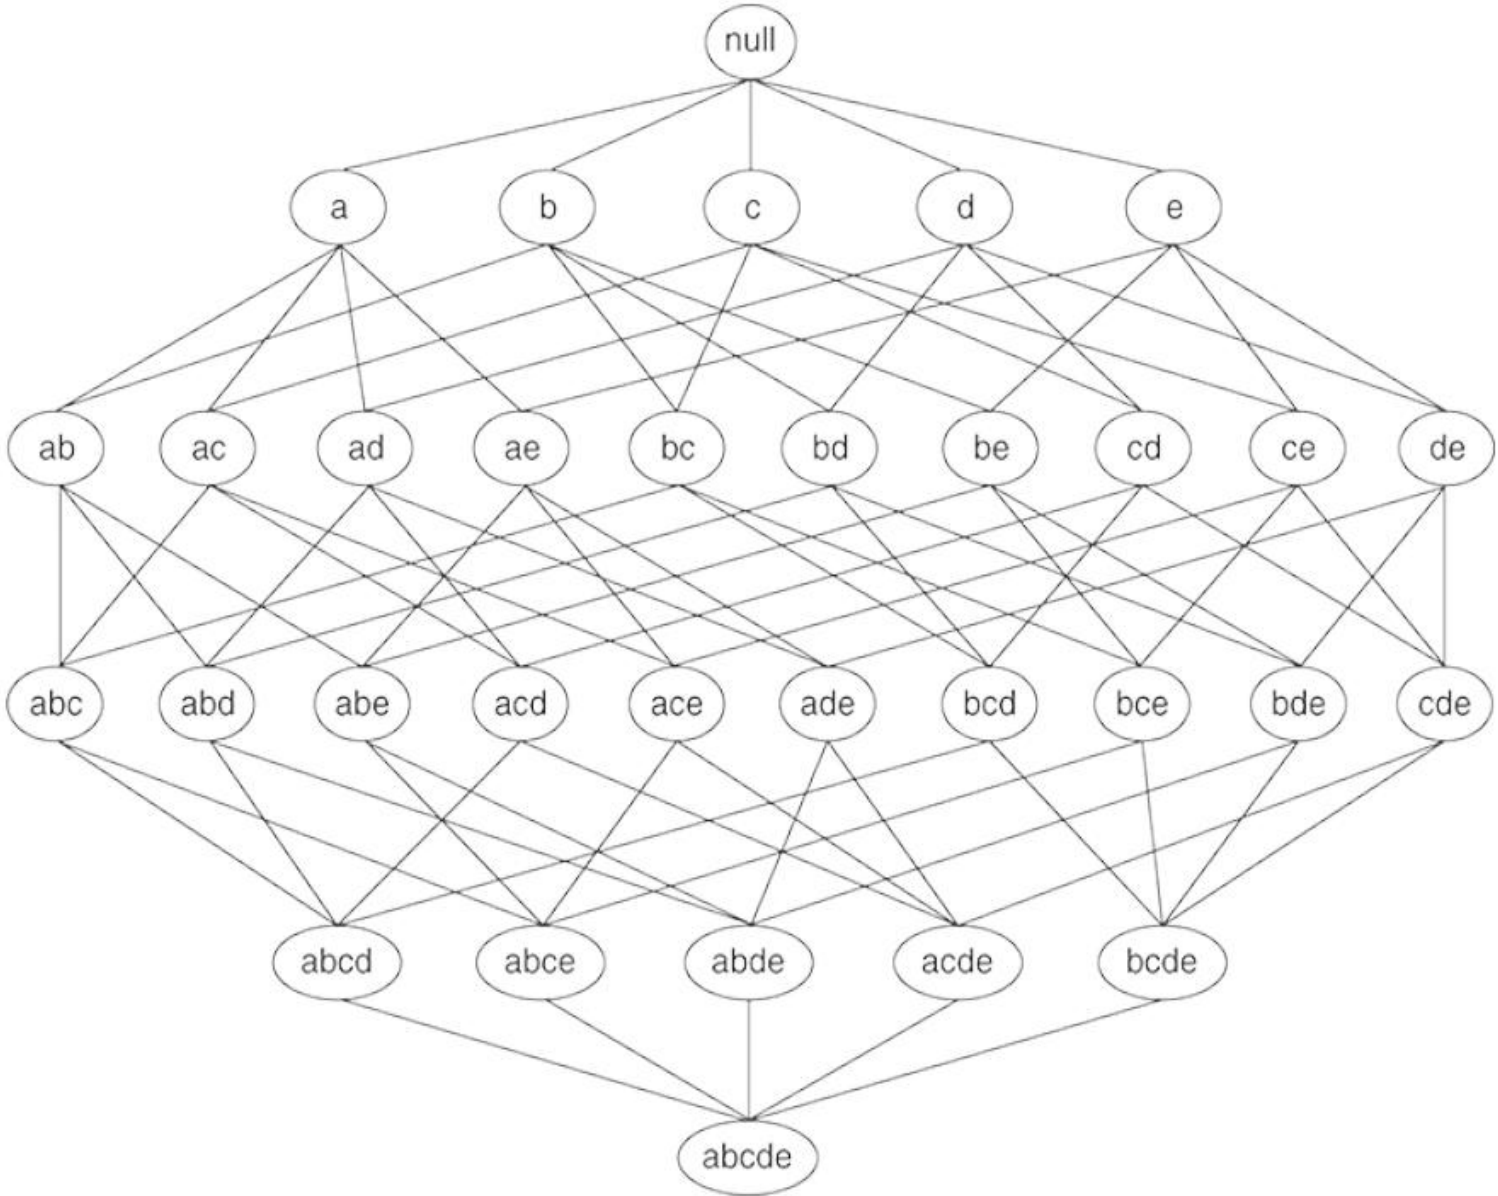 null
a b c d e
ab ac ad ae bc bd be cd ce de
abc abd abe acd ace ade bcd bce bde cde
abcd abce abde acde bcde
abcde